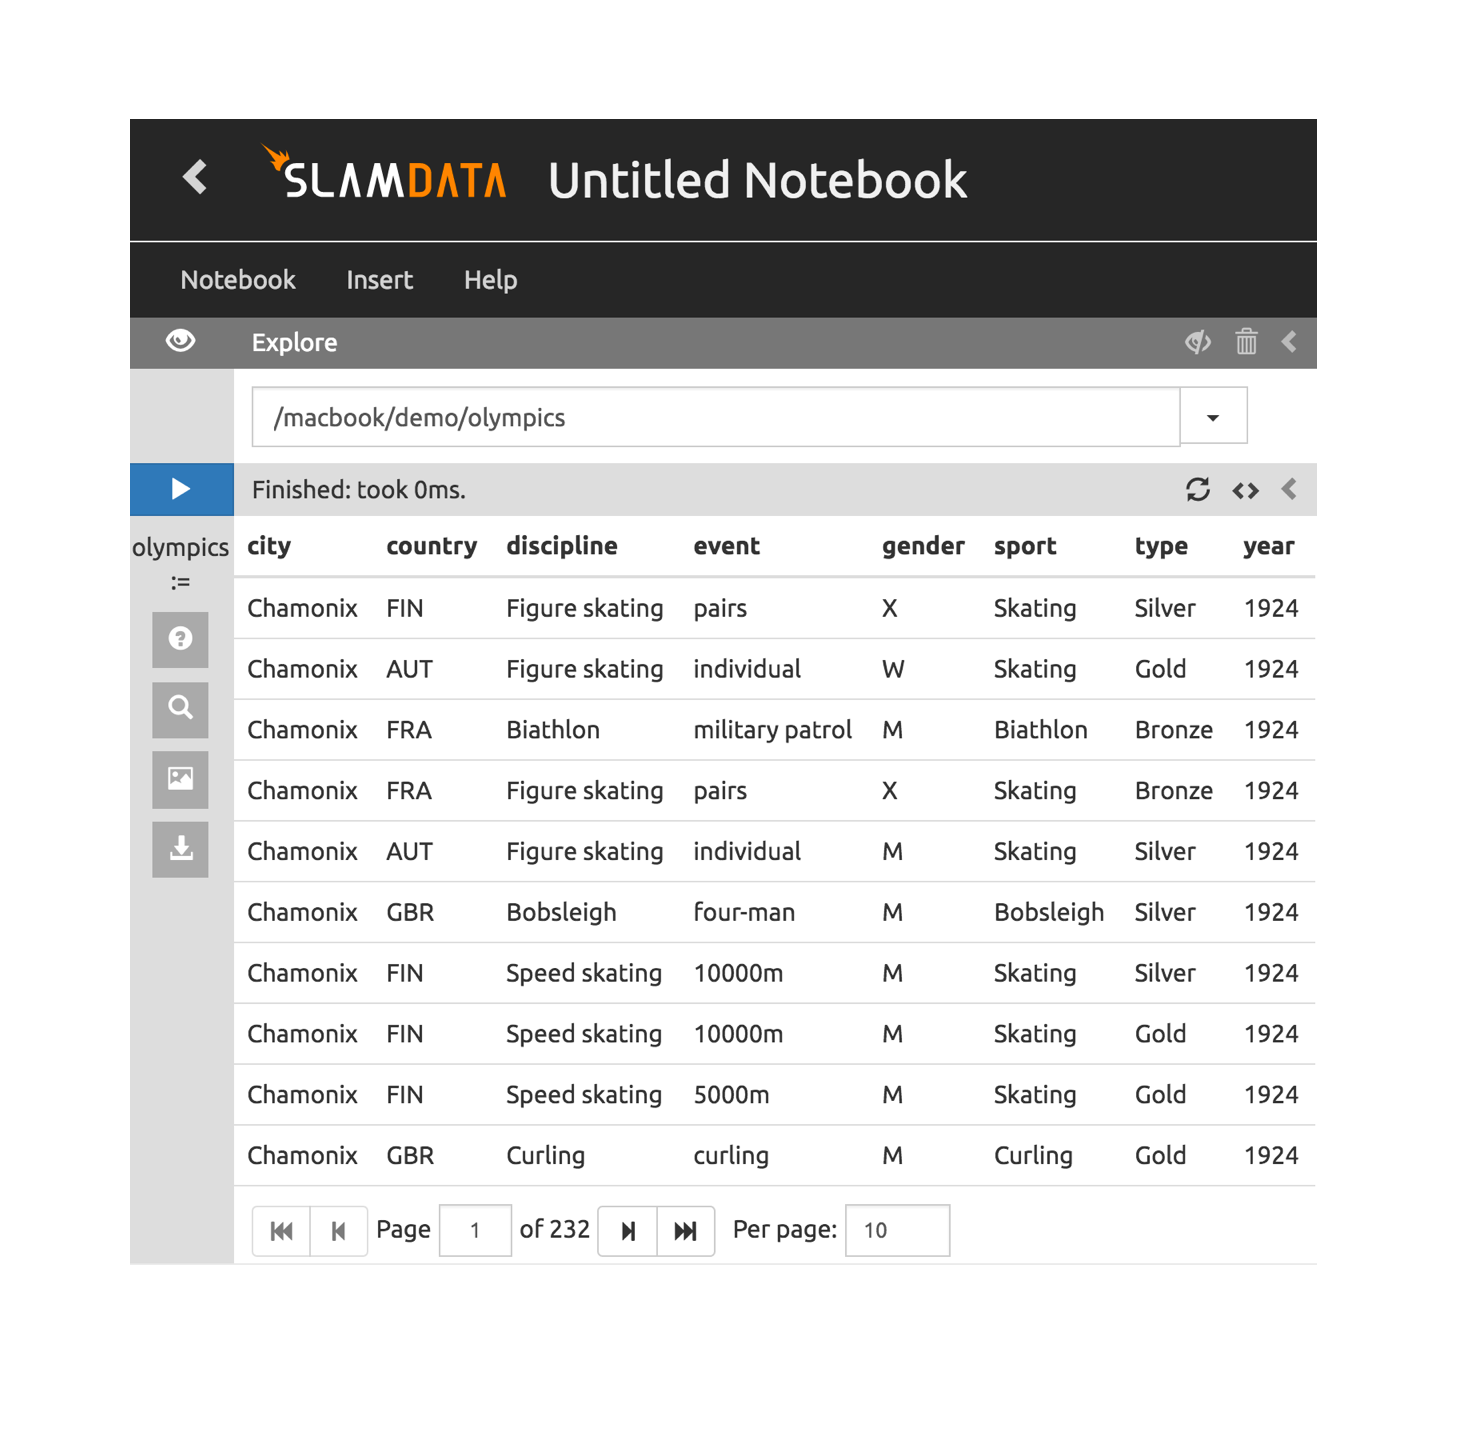 SLAMDATA Untitled Notebook
Notebook Insert Help
Explore
/macbook/demo/olympics
Finished: took 0ms.
olympics
:=
city country discipline event gender sport type year
Chamonix FIN Figure skating pairs X Skating Silver 1924
Chamonix AUT Figure skating individual W Skating Gold 1924
Chamonix FRA Biathlon military patrol M Biathlon Bronze 1924
Chamonix FRA Figure skating pairs X Skating Bronze 1924
Chamonix AUT Figure skating individual M Skating Silver 1924
Chamonix GBR Bobsleigh four-man M Bobsleigh Silver 1924
Chamonix FIN Speed skating 10000m M Skating Silver 1924
Chamonix FIN Speed skating 10000m M Skating Gold 1924
Chamonix FIN Speed skating 5000m M Skating Gold 1924
Chamonix GBR Curling curling M Curling Gold 1924
Page 1 of 232 Per page: 10